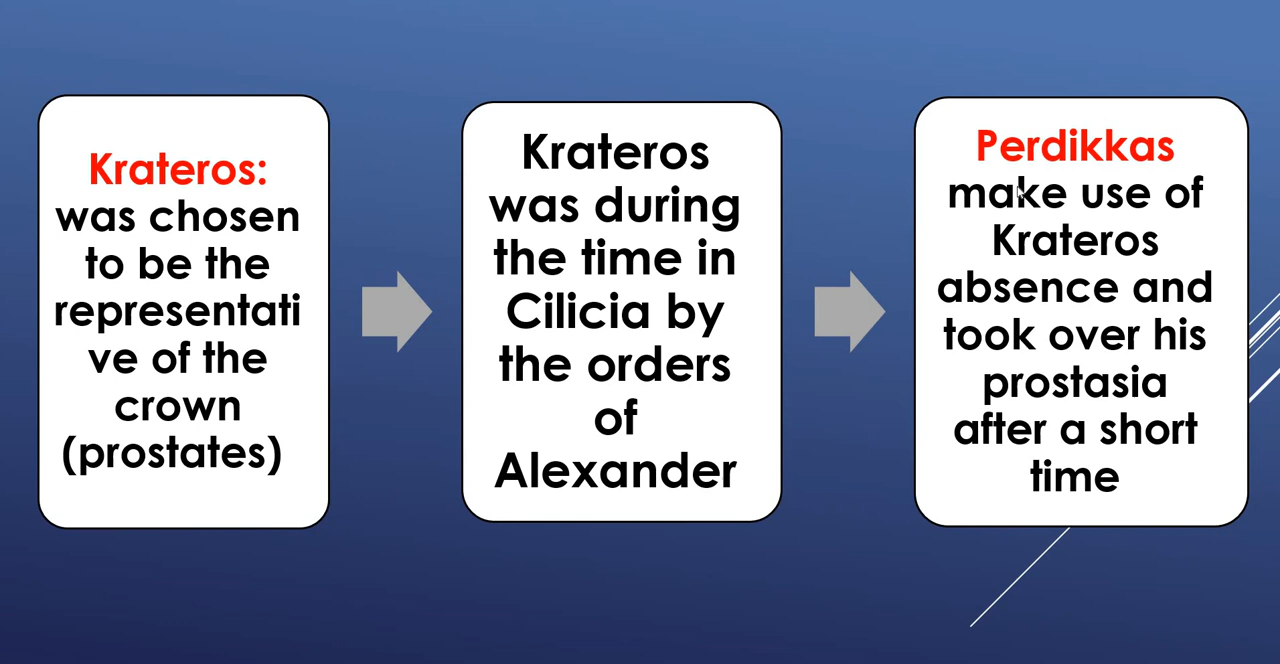 Krateros:
was chosen
to be the
representati
ve of the
crown
(prostates)
Krateros
was during
the time in
Cilicia by
the orders
of
Alexander
Perdikkas
make use of
Krateros
absence and
took over his
prostasia
after a short
time